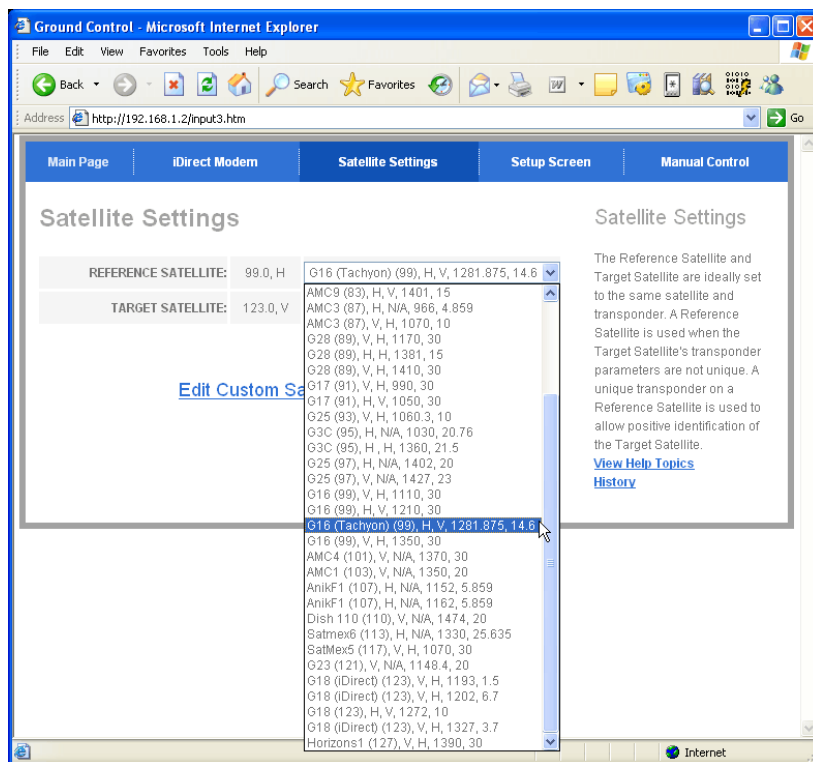 Ground Control - Microsoft Internet Explorer
File Edit View Favorites Tools Help
Back Search Favorites
Address http://192.168.1.2/input3.htm Go
Main Page iDirect Modem Satellite Settings Setup Screen Manual Control
Satellite Settings
REFERENCE SATELLITE: 99.0, H G16 (Tachyon) (99), H, V, 1281.875, 14.6
TARGET SATELLITE: 123.0, V
AMC9 (83), H, V, 1401, 15
AMC3 (87), H, N/A, 966, 4.859
AMC3 (87), V, H, 1070, 10
G28 (89), V, H, 1170, 30
G28 (89), H, H, 1381, 15
G28 (89), V, H, 1410, 30
G17 (91), V, H, 990, 30
G17 (91), H, V, 1050, 30
G25 (93), V, H, 1060.3, 10
G3C (95), H, N/A, 1030, 20.76
G3C (95), H, , H, 1360, 21.5
G25 (97), H, N/A, 1402, 20
G25 (97), V, N/A, 1427, 23
G16 (99), V, H, 1110, 30
G16 (99), H, V, 1210, 30
G16 (Tachyon) (99), H, V, 1281.875, 14.6
G16 (99), V, H, 1350, 30
AMC4 (101), V, N/A, 1370, 30
AMC1 (103), V, N/A, 1350, 20
AnikF1 (107), H, N/A, 1152, 5.859
AnikF1 (107), H, N/A, 1162, 5.859
Dish 110 (110), V, N/A, 1474, 20
Satmex6 (113), H, N/A, 1330, 25.635
SatMex5 (117), V, H, 1070, 30
G23 (121), V, N/A, 1148.4, 20
G18 (iDirect) (123), V, H, 1193, 1.5
G18 (iDirect) (123), V, H, 1202, 6.7
G18 (123), H, V, 1272, 10
G18 (iDirect) (123), V, H, 1327, 3.7
Horizons1 (127), V, H, 1390, 30
Edit Custom Sa
Satellite Settings
The Reference Satellite and
Target Satellite are ideally set
to the same satellite and
transponder. A Reference
Satellite is used when the
Target Satellite's transponder
parameters are not unique. A
unique transponder on a
Reference Satellite is used to
allow positive identification of
the Target Satellite.
View Help Topics
History
Internet